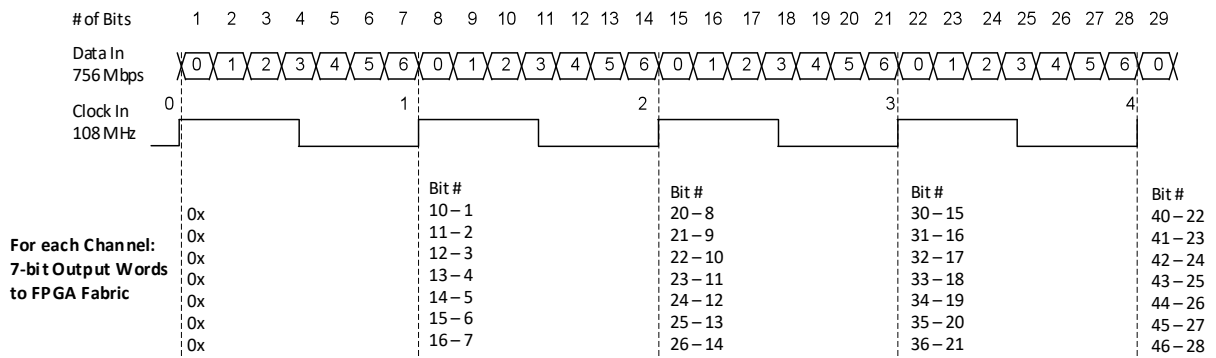 # of Bits 1 2 3 4 5 6 7 8 9 10 11 12 13 14 15 16 17 18 19 20 21 22 23 24 25 26 27 28 29
Data In
756 Mbps
0 1 2 3 4 5 6 0 1 2 3 4 5 6 0 1 2 3 4 5 6 0 1 2 3 4 5 6 0
Clock In
108 MHz
0 1 2 3 4
For each Channel:
7-bit Output Words
to FPGA Fabric
0x
0x
0x
0x
0x
0x
0x
Bit #
10 – 1
11 – 2
12 – 3
13 – 4
14 – 5
15 – 6
16 – 7
Bit #
20 – 8
21 – 9
22 – 10
23 – 11
24 – 12
25 – 13
26 – 14
Bit #
30 – 15
31 – 16
32 – 17
33 – 18
34 – 19
35 – 20
36 – 21
Bit #
40 – 22
41 – 23
42 – 24
43 – 25
44 – 26
45 – 27
46 – 28